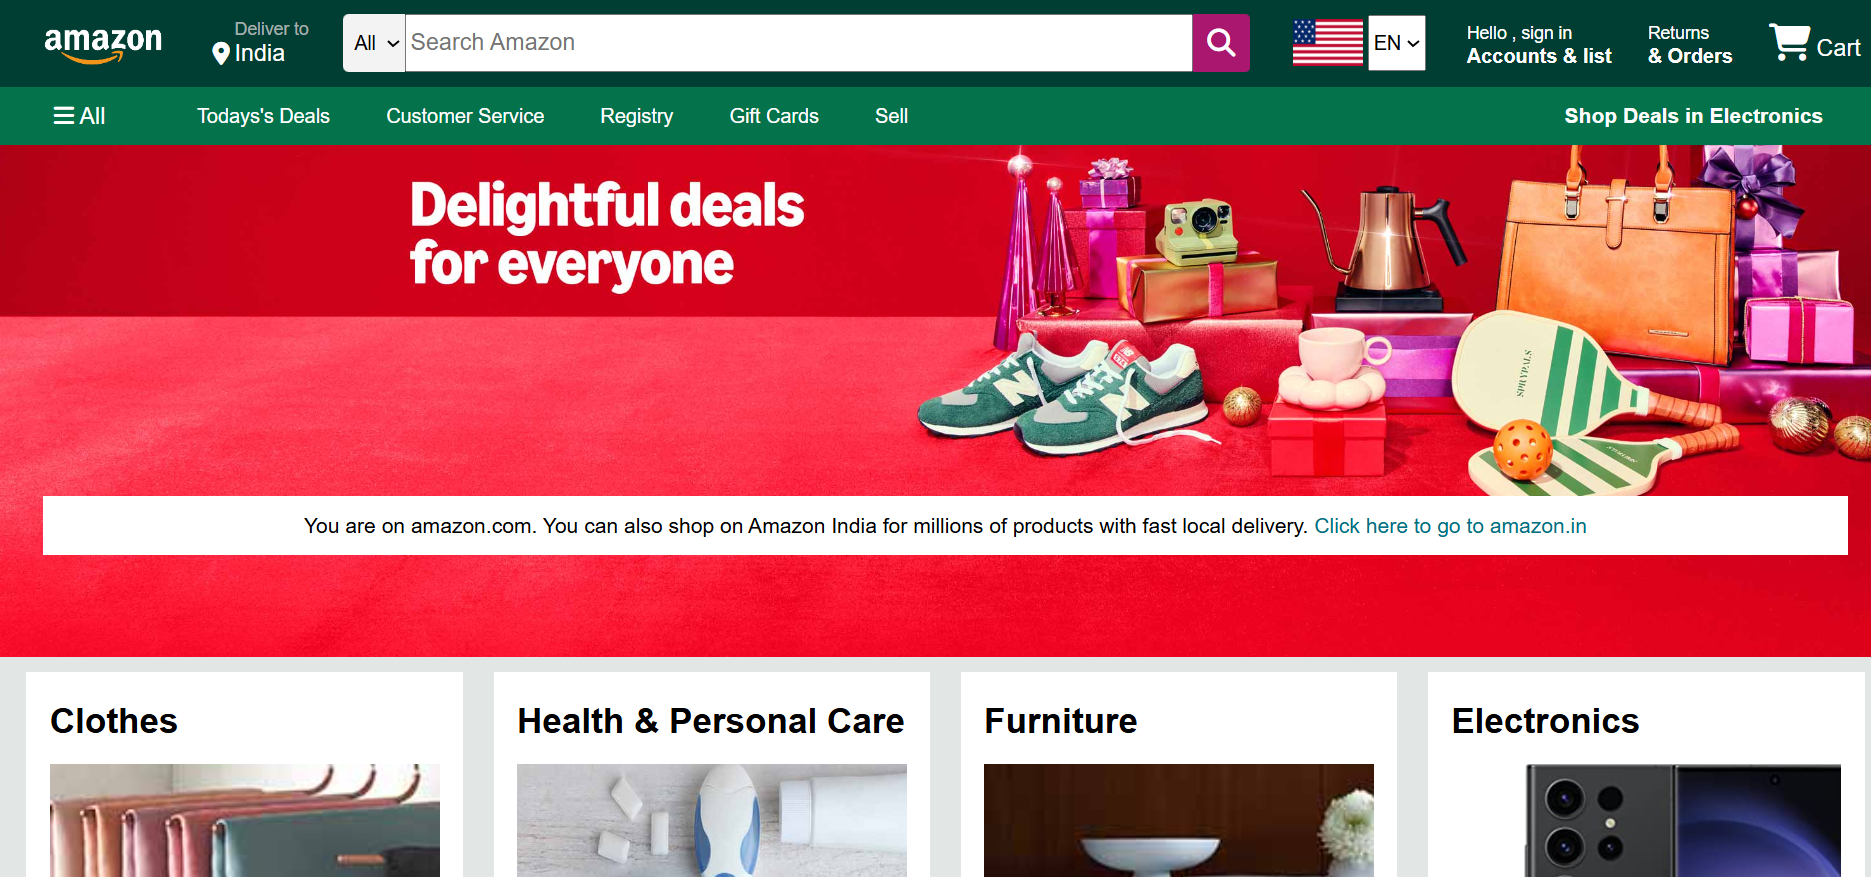 amazon
Deliver to
India
All
Search Amazon
EN
Hello , sign in
Accounts & list
Returns
& Orders
Cart
All
Todays's Deals
Customer Service
Registry
Gift Cards
Sell
Shop Deals in Electronics
Delightful deals
for everyone
N
N
NB
SPRYPALS
You are on amazon.com. You can also shop on Amazon India for millions of products with fast local delivery. Click here to go to amazon.in
Clothes
Health & Personal Care
Furniture
Electronics